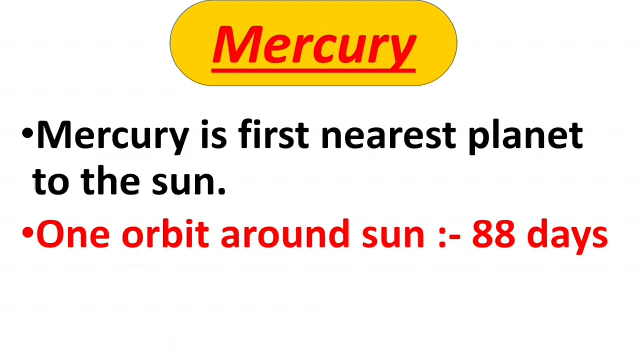 Mercury
•Mercury is first nearest planet
to the sun.
•One orbit around sun :- 88 days